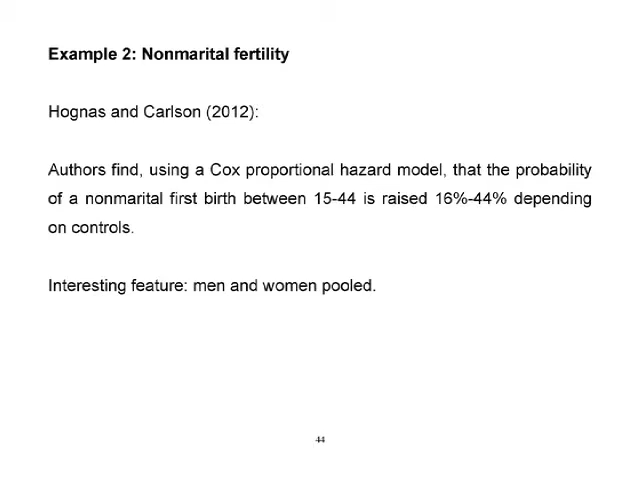 Example 2: Nonmarital fertility
Hognas and Carlson (2012):
Authors find, using a Cox proportional hazard model, that the probability
of a nonmarital first birth between 15-44 is raised 16%-44% depending
on controls.
Interesting feature: men and women pooled.
44